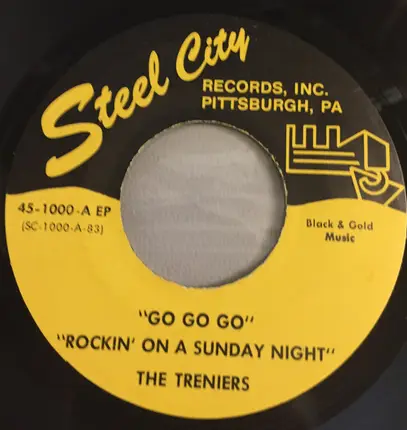 Steel City
RECORDS, INC.
PITTSBURGH, PA
45-1000-A EP
(SC-1000-A-83)
Black & Gold
Music
"GO GO GO"
"ROCKIN' ON A SUNDAY NIGHT"
THE TRENIERS